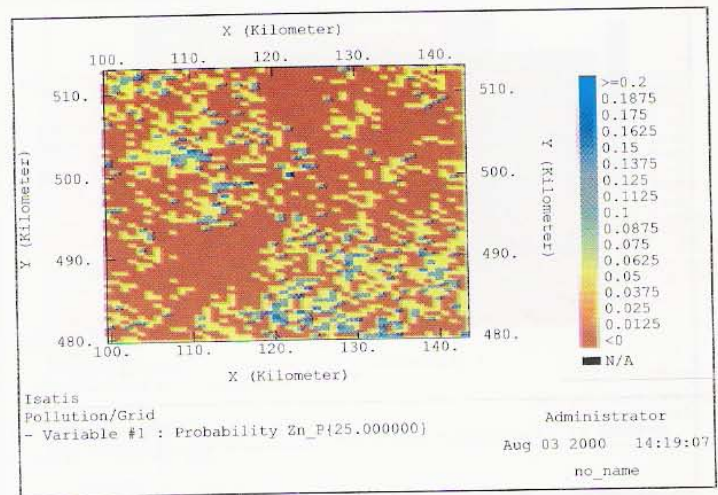 X (Kilometer)
100. 110. 120. 130. 140.
510.
500.
490.
480.
Y (Kilometer)
510.
500.
490.
480.
Y (Kilometer)
100. 110. 120. 130. 140.
X (Kilometer)
>=0.2
0.1875
0.175
0.1625
0.15
0.1375
0.125
0.1125
0.1
0.0875
0.075
0.0625
0.05
0.0375
0.025
0.0125
<0
N/A
Isatis
Pollution/Grid
- Variable #1 : Probability Zn_P{25.000000}
Administrator
Aug 03 2000 14:19:07
no_name